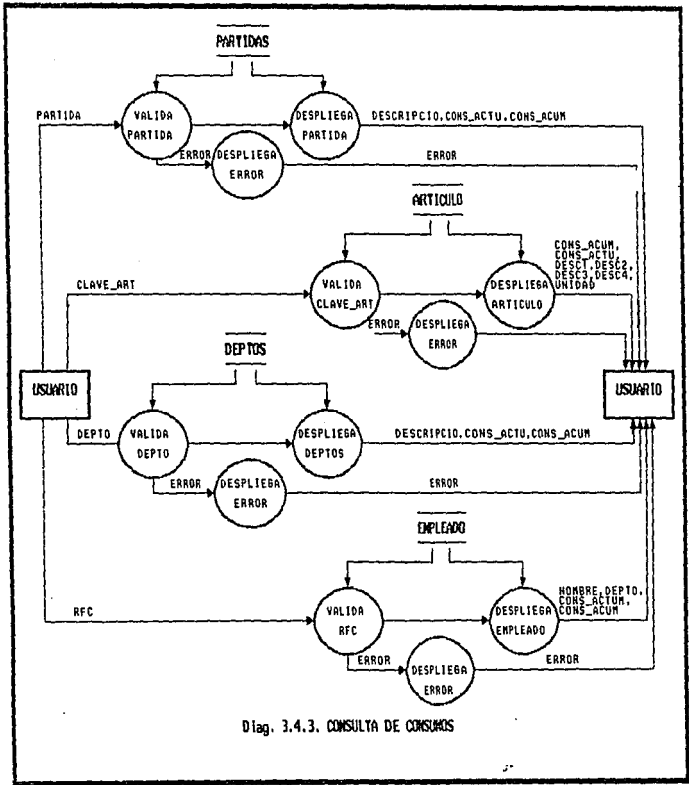 PARTIDAS
PARTIDA
VALIDA
PARTIDA
DESPLIEGA
PARTIDA
DESCRIPCIO,CONS_ACTU,CONS_ACUM
ERROR
DESPLIEGA
ERROR
ERROR
ARTICULO
CLAVE_ART
VALIDA
CLAVE_ART
DESPLIEGA
ARTICULO
CONS_ACUM,
CONS_ACTU,
DESC1,DESC2,
DESC3,DESC4,
UNIDAD
ERROR
DESPLIEGA
ERROR
DEPTOS
USUARIO
USUARIO
DEPTO
VALIDA
DEPTO
DESPLIEGA
DEPTOS
DESCRIPCIO,CONS_ACTU,CONS_ACUM
ERROR
DESPLIEGA
ERROR
ERROR
EMPLEADO
RFC
VALIDA
RFC
DESPLIEGA
EMPLEADO
NOMBRE,DEPTO,
CONS_ACTUM,
CONS_ACUM
ERROR
DESPLIEGA
ERROR
ERROR
Diag. 3.4.3. CONSULTA DE CONSUMOS